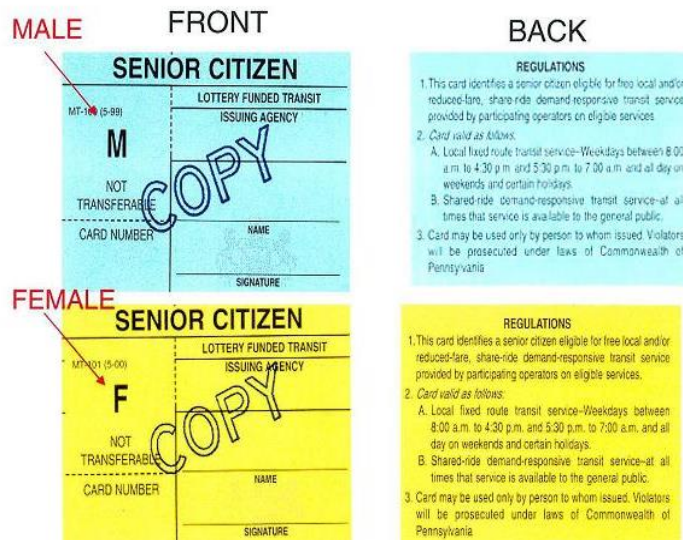 MALE
FRONT
BACK
SENIOR CITIZEN
LOTTERY FUNDED TRANSIT
ISSUING AGENCY
(5-99)
M
NOT
TRANSFERABLE
CARD NUMBER
COPY
NAME
SIGNATURE
REGULATIONS
1. This card identifies a senior citizen eligible for free local and/or
reduced-fare, share-ride demand-responsive transit service
provided by participating operators on eligible services
2. Card valid as follows:
A. Local fixed route transit service–Weekdays between 8:00
a.m. to 4:30 p.m. and 5:30 p.m. to 7:00 a.m. and all day on
weekends and certain holidays.
B. Shared-ride demand-responsive transit service–at all
times that service is available to the general public.
3. Card may be used only by person to whom issued. Violators
will be prosecuted under laws of Commonwealth of
Pennsylvania
FEMALE
SENIOR CITIZEN
LOTTERY FUNDED TRANSIT
ISSUING AGENCY
MT-101 (5-00)
F
NOT
TRANSFERABLE
CARD NUMBER
COPY
NAME
SIGNATURE
REGULATIONS
1. This card identifies a senior citizen eligible for free local and/or
reduced-fare, share-ride demand-responsive transit service
provided by participating operators on eligible services.
2. Card valid as follows:
A. Local fixed route transit service–Weekdays between
8:00 a.m. to 4:30 p.m. and 5:30 p.m. to 7:00 a.m. and all
day on weekends and certain holidays.
B. Shared-ride demand-responsive transit service–at all
times that service is available to the general public.
3. Card may be used only by person to whom issued. Violators
will be prosecuted under laws of Commonwealth of
Pennsylvania